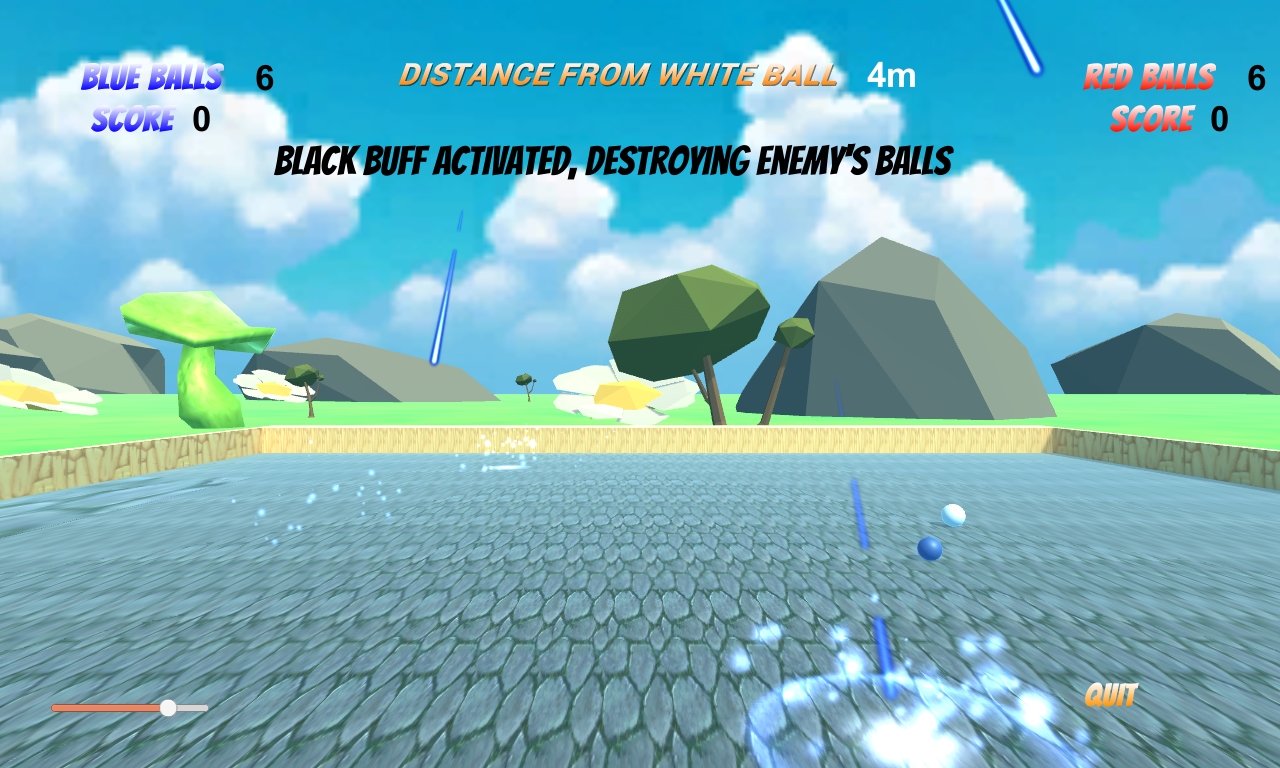 BLUE BALLS 6
SCORE 0
DISTANCE FROM WHITE BALL 4m
RED BALLS 6
SCORE 0
BLACK BUFF ACTIVATED, DESTROYING ENEMY'S BALLS
QUIT